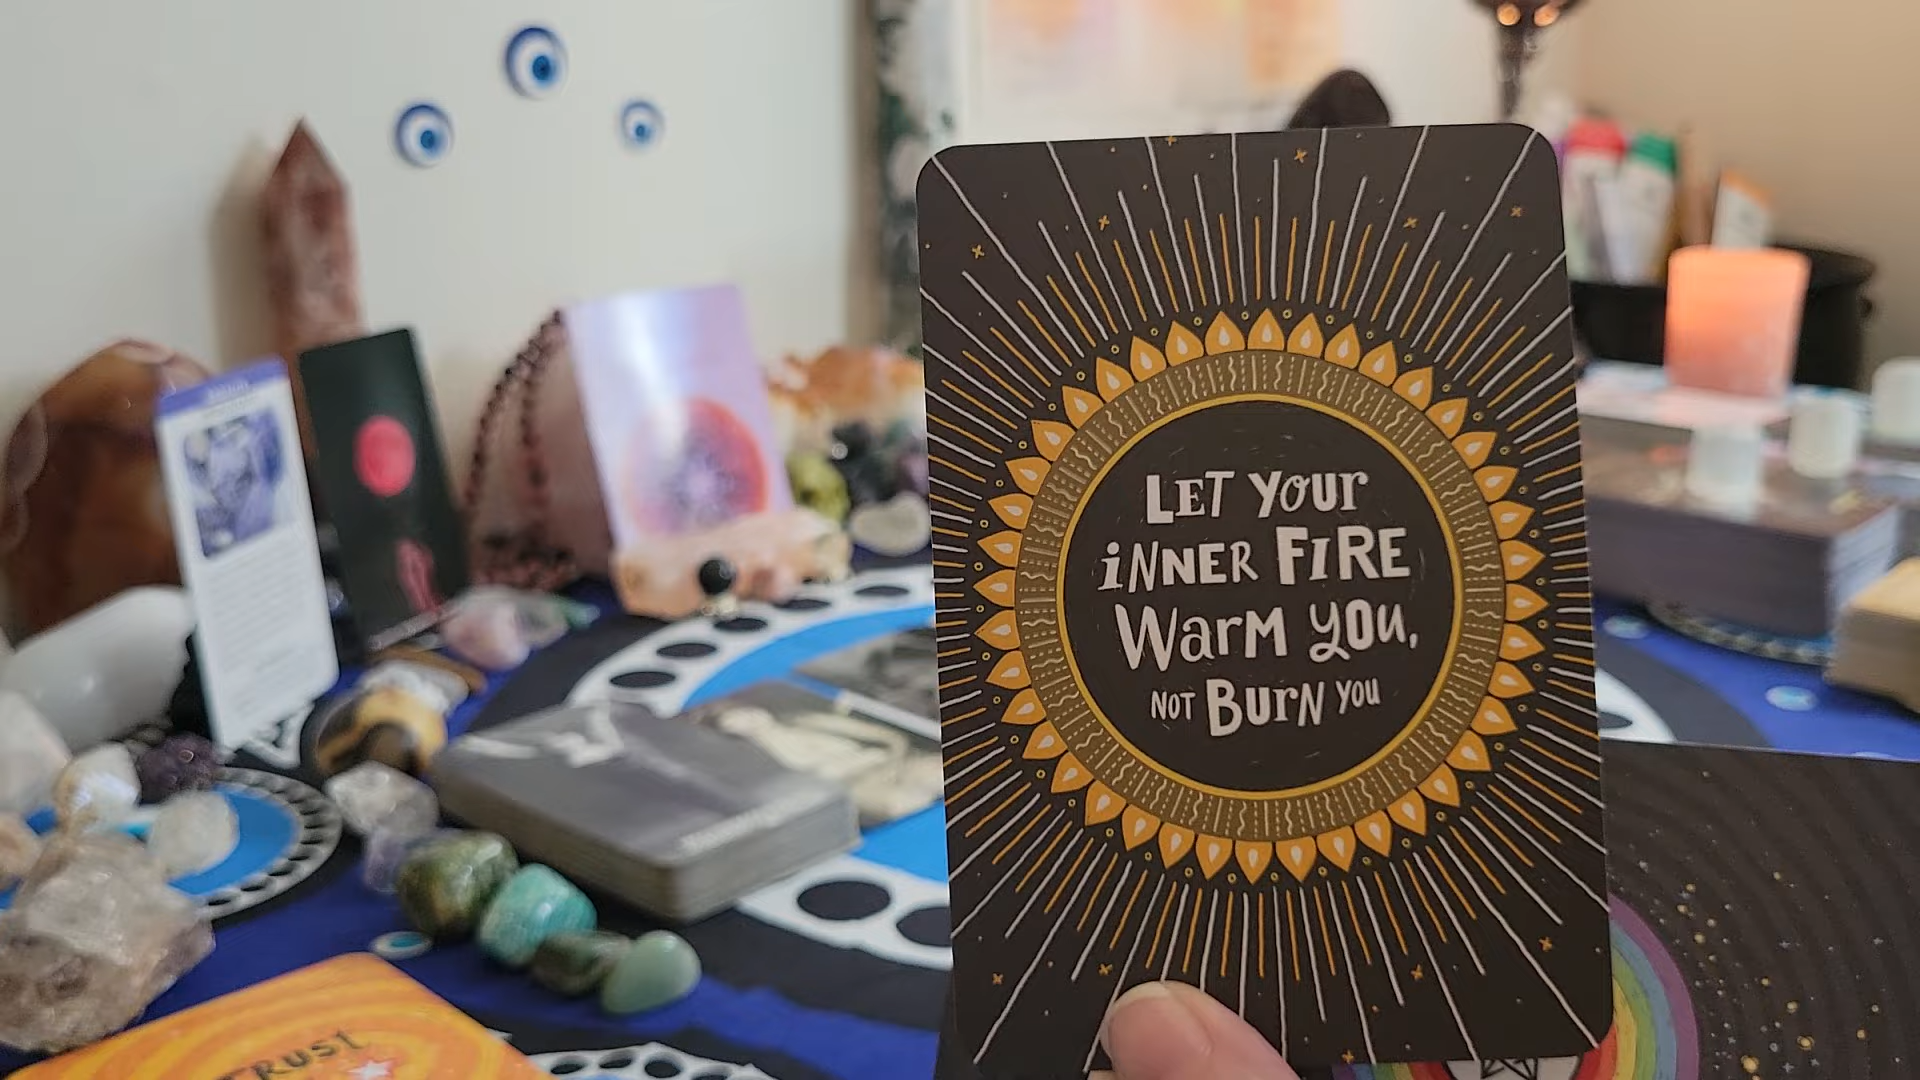 LET YOUR
INNER FIRE
WARM YOU,
NOT BURN YOU
TRUST